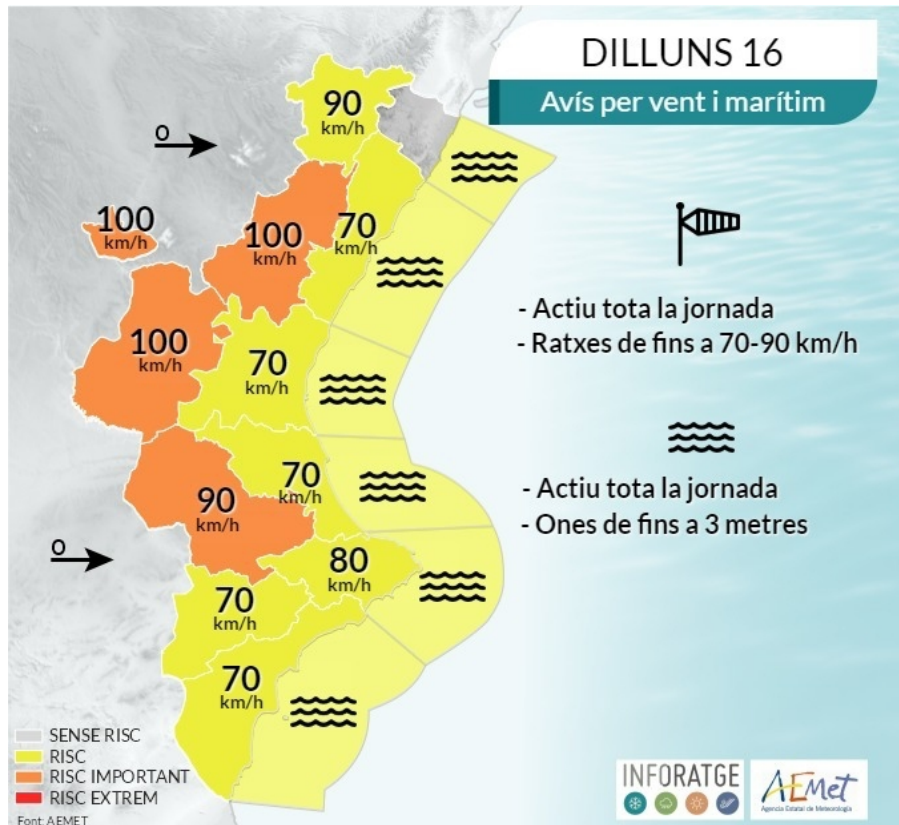 DILLUNS 16
Avís per vent i marítim
90
km/h
O
100
km/h
100
km/h
70
km/h
100
km/h
70
km/h
- Actiu tota la jornada
- Ratxes de fins a 70-90 km/h
70
km/h
90
km/h
- Actiu tota la jornada
- Ones de fins a 3 metres
O
80
km/h
70
km/h
70
km/h
SENSE RISC
RISC
RISC IMPORTANT
RISC EXTREM
Font: AEMET
INFORATGE
AEMet
Agencia Estatal de Meteorología